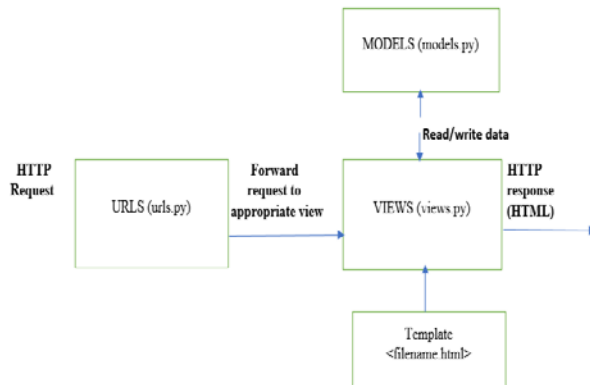 MODELS (models.py)
Read/write data
HTTP
Request
URLS (urls.py)
Forward
request to
appropriate view
VIEWS (views.py)
HTTP
response
(HTML)
Template
<filename.html>